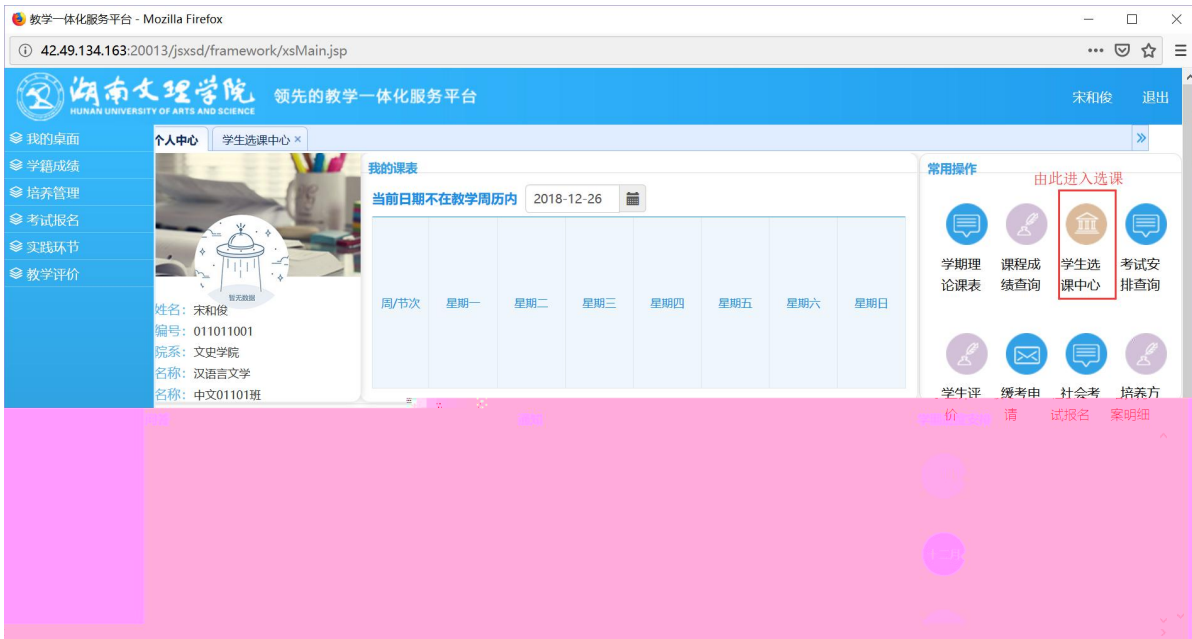 教学一体化服务平台 - Mozilla Firefox
42.49.134.163:20013/jsxsd/framework/xsMain.jsp
湖南文理学院
HUNAN UNIVERSITY OF ARTS AND SCIENCE
领先的教学一体化服务平台
宋和俊 退出
我的桌面
学籍成绩
培养管理
考试报名
实践环节
教学评价
个人中心 学生选课中心 ×
暂无数据
姓名：宋和俊
编号：011011001
院系：文史学院
名称：汉语言文学
名称：中文01101班
我的课表
当前日期不在教学周历内 2018-12-26
周/节次 星期一 星期二 星期三 星期四 星期五 星期六 星期日
常用操作
由此进入选课
学期理 课程成 学生选 考试安
论课表 绩查询 课中心 排查询
学生评 缓考申 社会考 培养方
价 请 试报名 案明细